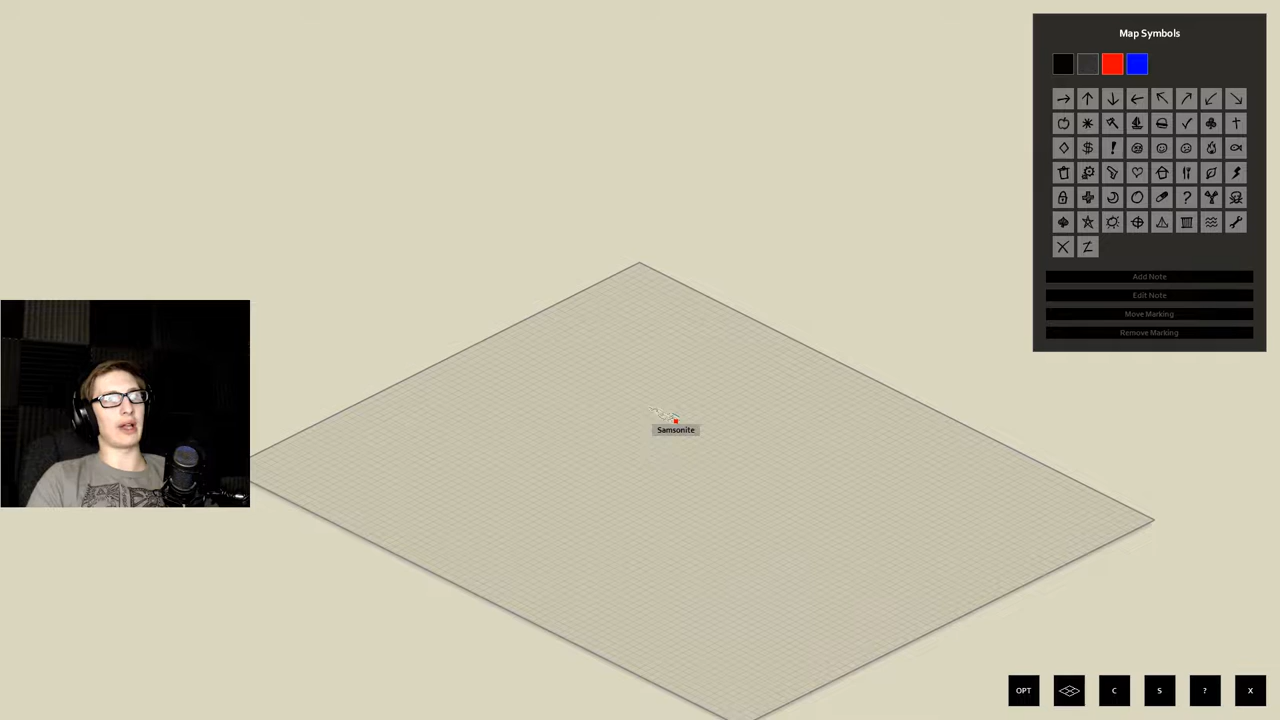 Map Symbols
Add Note
Edit Note
Move Marking
Remove Marking
Samsonite
OPT
C
S
?
X